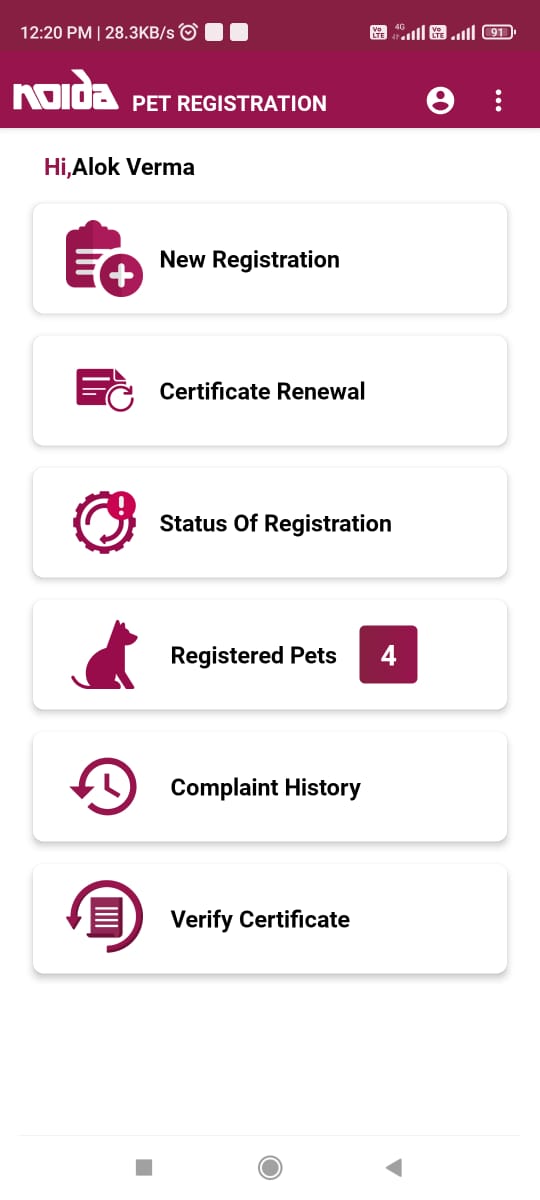 12:20 PM | 28.3KB/s
Vo LTE 4G Vo LTE 91
NOIDA PET REGISTRATION
Hi,Alok Verma
New Registration
Certificate Renewal
Status Of Registration
Registered Pets 4
Complaint History
Verify Certificate